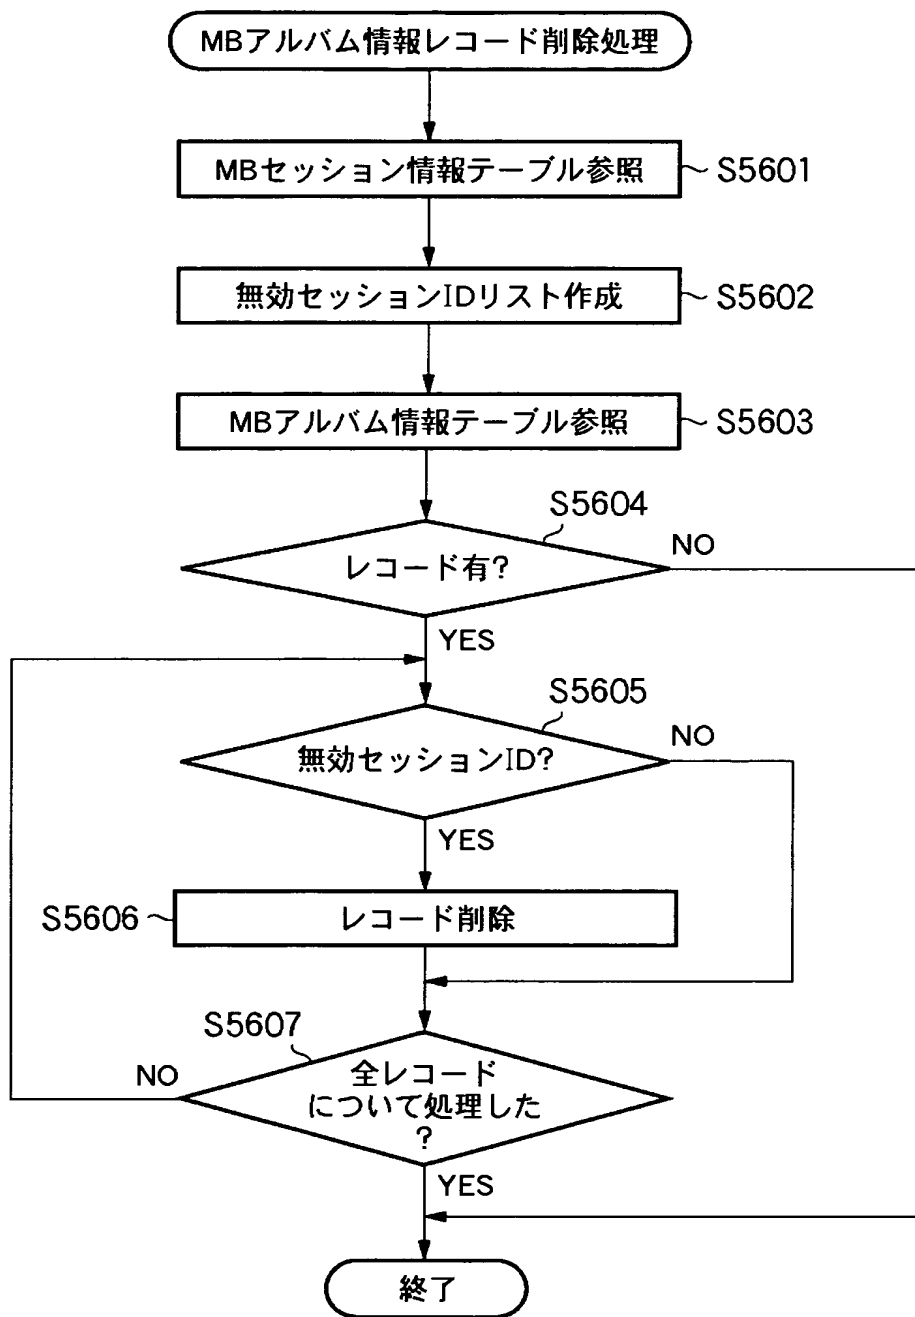 MBアルバム情報レコード削除処理
MBセッション情報テーブル参照
S5601
無効セッションIDリスト作成
S5602
MBアルバム情報テーブル参照
S5603
S5604
レコード有?
NO
YES
S5605
無効セッションID?
NO
YES
S5606
レコード削除
S5607
全レコード
について処理した
?
NO
YES
終了